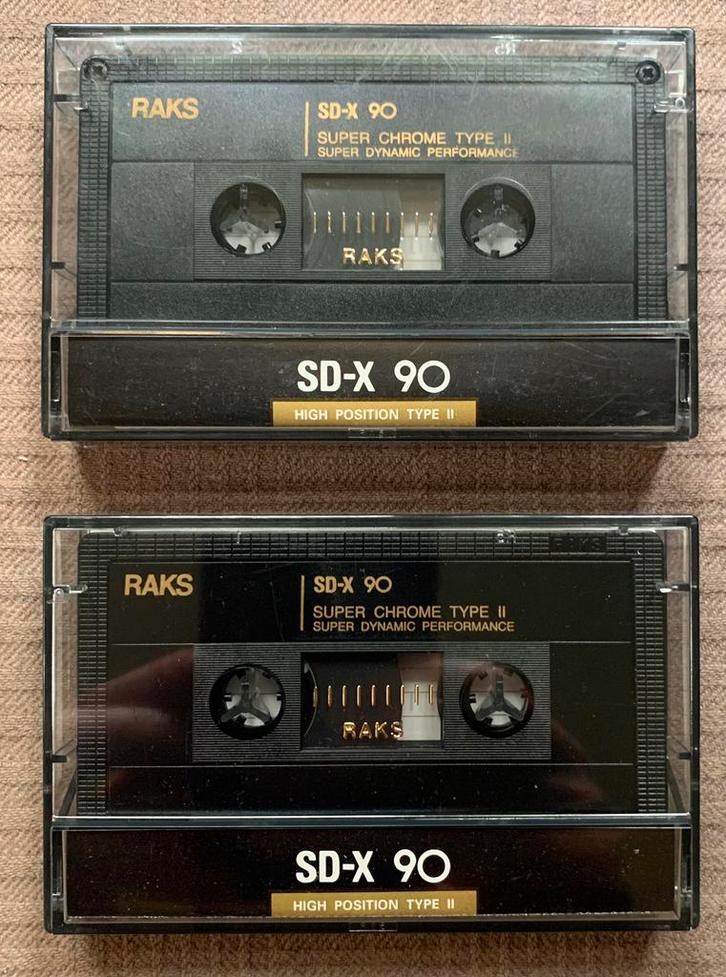 RAKS
SD-X 90
SUPER CHROME TYPE II
SUPER DYNAMIC PERFORMANCE
RAKS
SD-X 90
HIGH POSITION TYPE II
RAKS
RAKS
SD-X 90
SUPER CHROME TYPE II
SUPER DYNAMIC PERFORMANCE
RAKS
SD-X 90
HIGH POSITION TYPE II